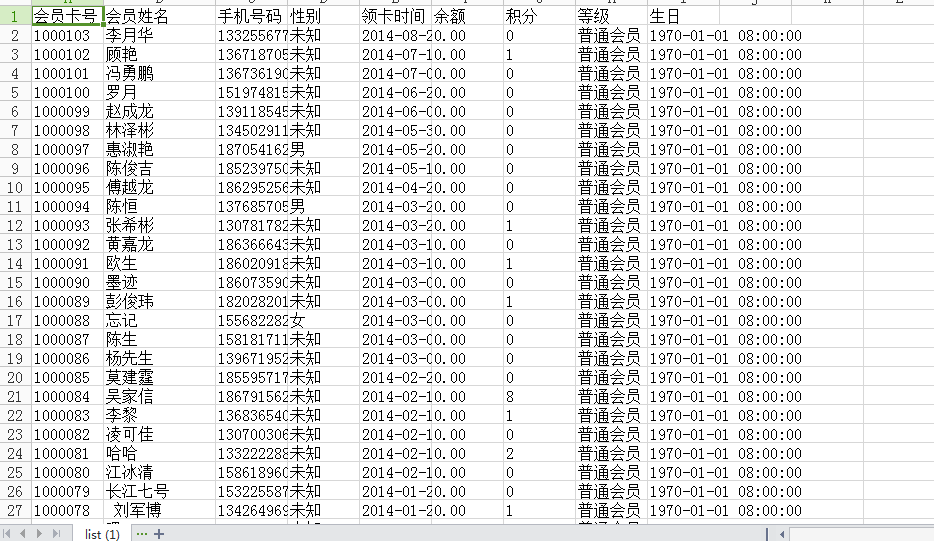 会员卡号 会员姓名 手机号码 性别 领卡时间 余额 积分 等级 生日
1 
2 1000103 李月华 133255677 未知 2014-08-2 0.00 0 普通会员 1970-01-01 08:00:00
3 1000102 顾艳 136718705 未知 2014-07-1 0.00 1 普通会员 1970-01-01 08:00:00
4 1000101 冯勇鹏 136736190 未知 2014-07-0 0.00 0 普通会员 1970-01-01 08:00:00
5 1000100 罗月 151974815 未知 2014-06-2 0.00 0 普通会员 1970-01-01 08:00:00
6 1000099 赵成龙 139118545 未知 2014-06-0 0.00 0 普通会员 1970-01-01 08:00:00
7 1000098 林泽彬 134502911 未知 2014-05-3 0.00 0 普通会员 1970-01-01 08:00:00
8 1000097 惠淑艳 187054162 男 2014-05-2 0.00 0 普通会员 1970-01-01 08:00:00
9 1000096 陈俊吉 185239750 未知 2014-05-1 0.00 0 普通会员 1970-01-01 08:00:00
10 1000095 傅越龙 186295256 未知 2014-04-2 0.00 0 普通会员 1970-01-01 08:00:00
11 1000094 陈恒 137685705 男 2014-03-2 0.00 0 普通会员 1970-01-01 08:00:00
12 1000093 张希彬 130781782 未知 2014-03-2 0.00 1 普通会员 1970-01-01 08:00:00
13 1000092 黄嘉龙 186366643 未知 2014-03-1 0.00 0 普通会员 1970-01-01 08:00:00
14 1000091 欧生 186020918 未知 2014-03-1 0.00 1 普通会员 1970-01-01 08:00:00
15 1000090 墨迹 186073590 未知 2014-03-0 0.00 0 普通会员 1970-01-01 08:00:00
16 1000089 彭俊玮 182028201 未知 2014-03-0 0.00 1 普通会员 1970-01-01 08:00:00
17 1000088 忘记 155682282 女 2014-03-0 0.00 0 普通会员 1970-01-01 08:00:00
18 1000087 陈生 158181711 未知 2014-03-0 0.00 0 普通会员 1970-01-01 08:00:00
19 1000086 杨先生 139671952 未知 2014-03-0 0.00 0 普通会员 1970-01-01 08:00:00
20 1000085 莫建霆 185595717 未知 2014-02-2 0.00 0 普通会员 1970-01-01 08:00:00
21 1000084 吴家信 186791562 未知 2014-02-1 0.00 8 普通会员 1970-01-01 08:00:00
22 1000083 李黎 136836540 未知 2014-02-1 0.00 1 普通会员 1970-01-01 08:00:00
23 1000082 凌可佳 130700306 未知 2014-02-1 0.00 0 普通会员 1970-01-01 08:00:00
24 1000081 哈哈 133222288 未知 2014-02-1 0.00 2 普通会员 1970-01-01 08:00:00
25 1000080 江冰清 158618960 未知 2014-02-1 0.00 0 普通会员 1970-01-01 08:00:00
26 1000079 长江七号 153225587 未知 2014-01-2 0.00 0 普通会员 1970-01-01 08:00:00
27 1000078 刘军博 134264969 未知 2014-01-2 0.00 1 普通会员 1970-01-01 08:00:00
list (1) ··· +